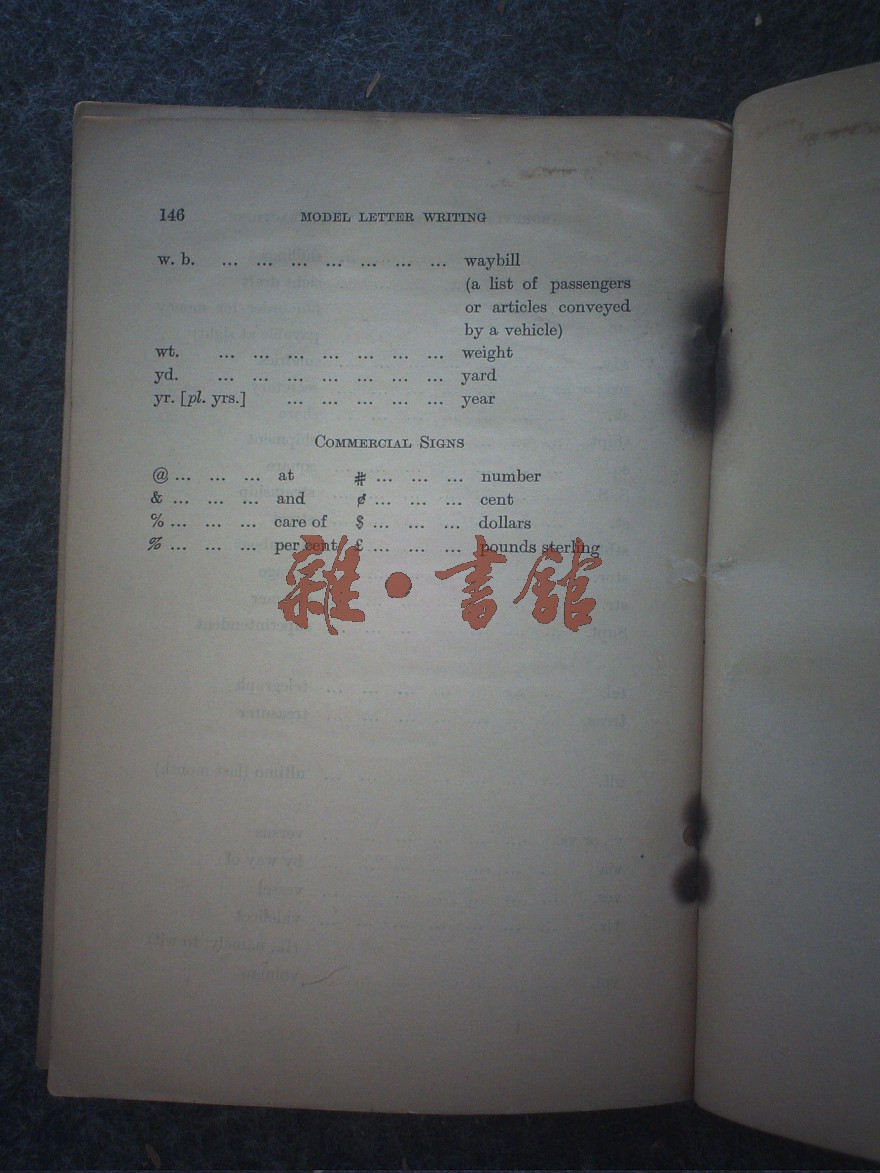 146 MODEL LETTER WRITING
w. b. ... ... ... ... ... ... ... waybill
(a list of passengers
or articles conveyed
by a vehicle)
wt. ... ... ... ... ... ... ... weight
yd. ... ... ... ... ... ... ... yard
yr. [pl. yrs.] ... ... ... ... ... year
COMMERCIAL SIGNS
@ ... ... ... at # ... ... ... number
& ... ... ... and ¢ ... ... ... cent
% ... ... ... care of $ ... ... ... dollars
% ... ... ... per cent £ ... ... ... pounds sterling
雜·書館